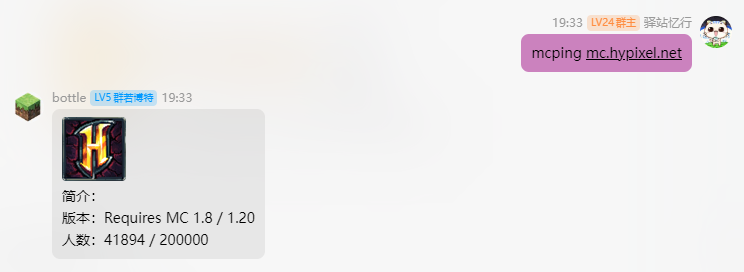 19:33 LV24 群主 驿站忆行
mcping mc.hypixel.net
bottle LV5 群若博特 19:33
H
简介：
版本：Requires MC 1.8 / 1.20
人数：41894 / 200000